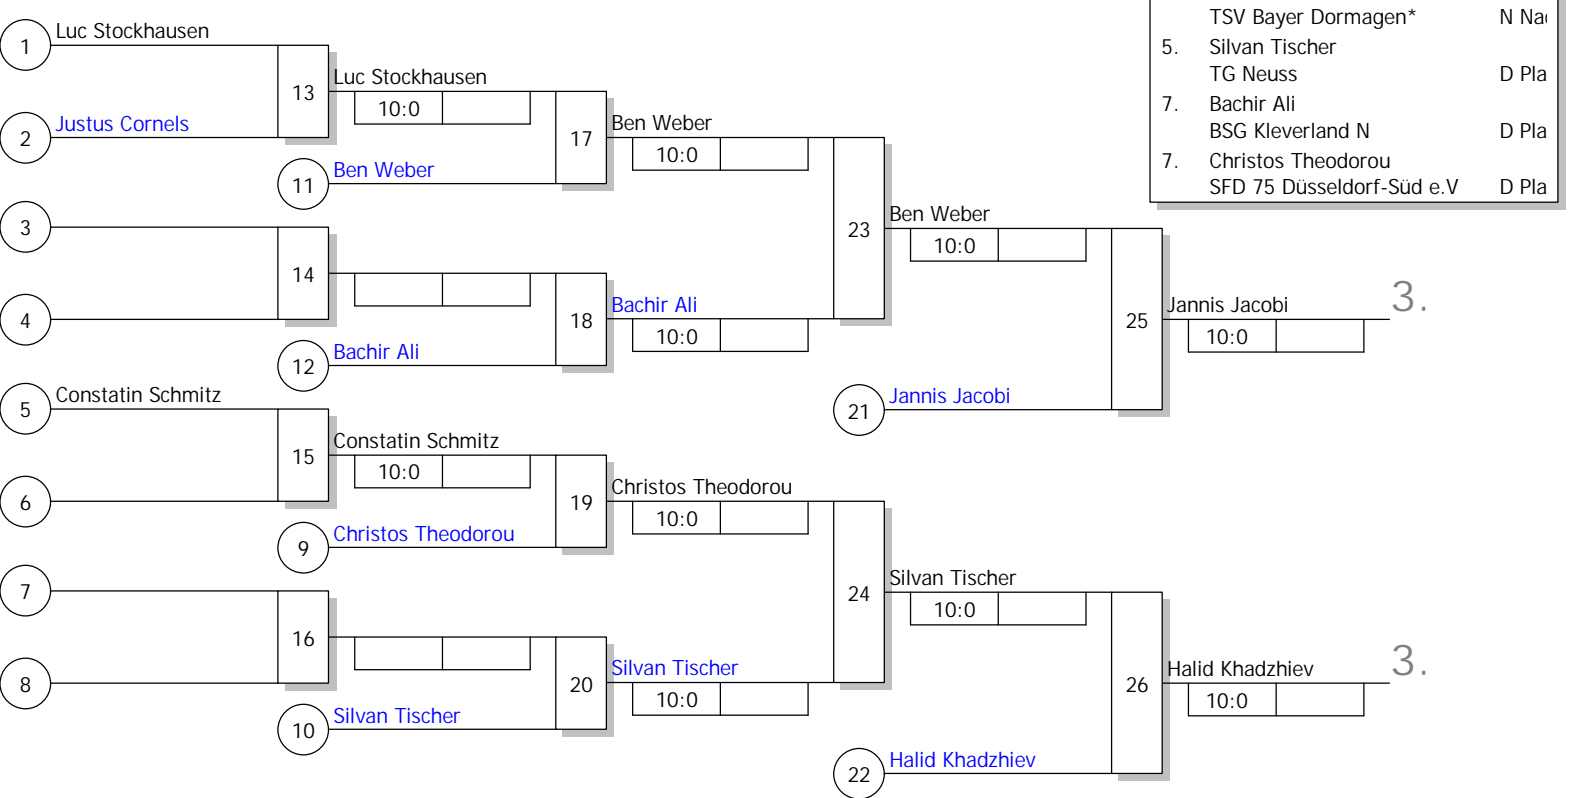 1 Luc Stockhausen
2 Justus Cornels
13 Luc Stockhausen
10:0
11 Ben Weber
17 Ben Weber
10:0
3
4
14
12 Bachir Ali
18 Bachir Ali
10:0
23 Ben Weber
10:0
21 Jannis Jacobi
25 Jannis Jacobi
10:0
3.
5 Constatin Schmitz
6
15 Constatin Schmitz
10:0
9 Christos Theodorou
19 Christos Theodorou
10:0
7
8
16
10 Silvan Tischer
20 Silvan Tischer
10:0
24 Silvan Tischer
10:0
22 Halid Khadzhiev
26 Halid Khadzhiev
10:0
3.
TSV Bayer Dormagen* N
5. Silvan Tischer
TG Neuss D Pla
7. Bachir Ali
BSG Kleverland N D Pla
7. Christos Theodorou
SFD 75 Düsseldorf-Süd e.V D Pla